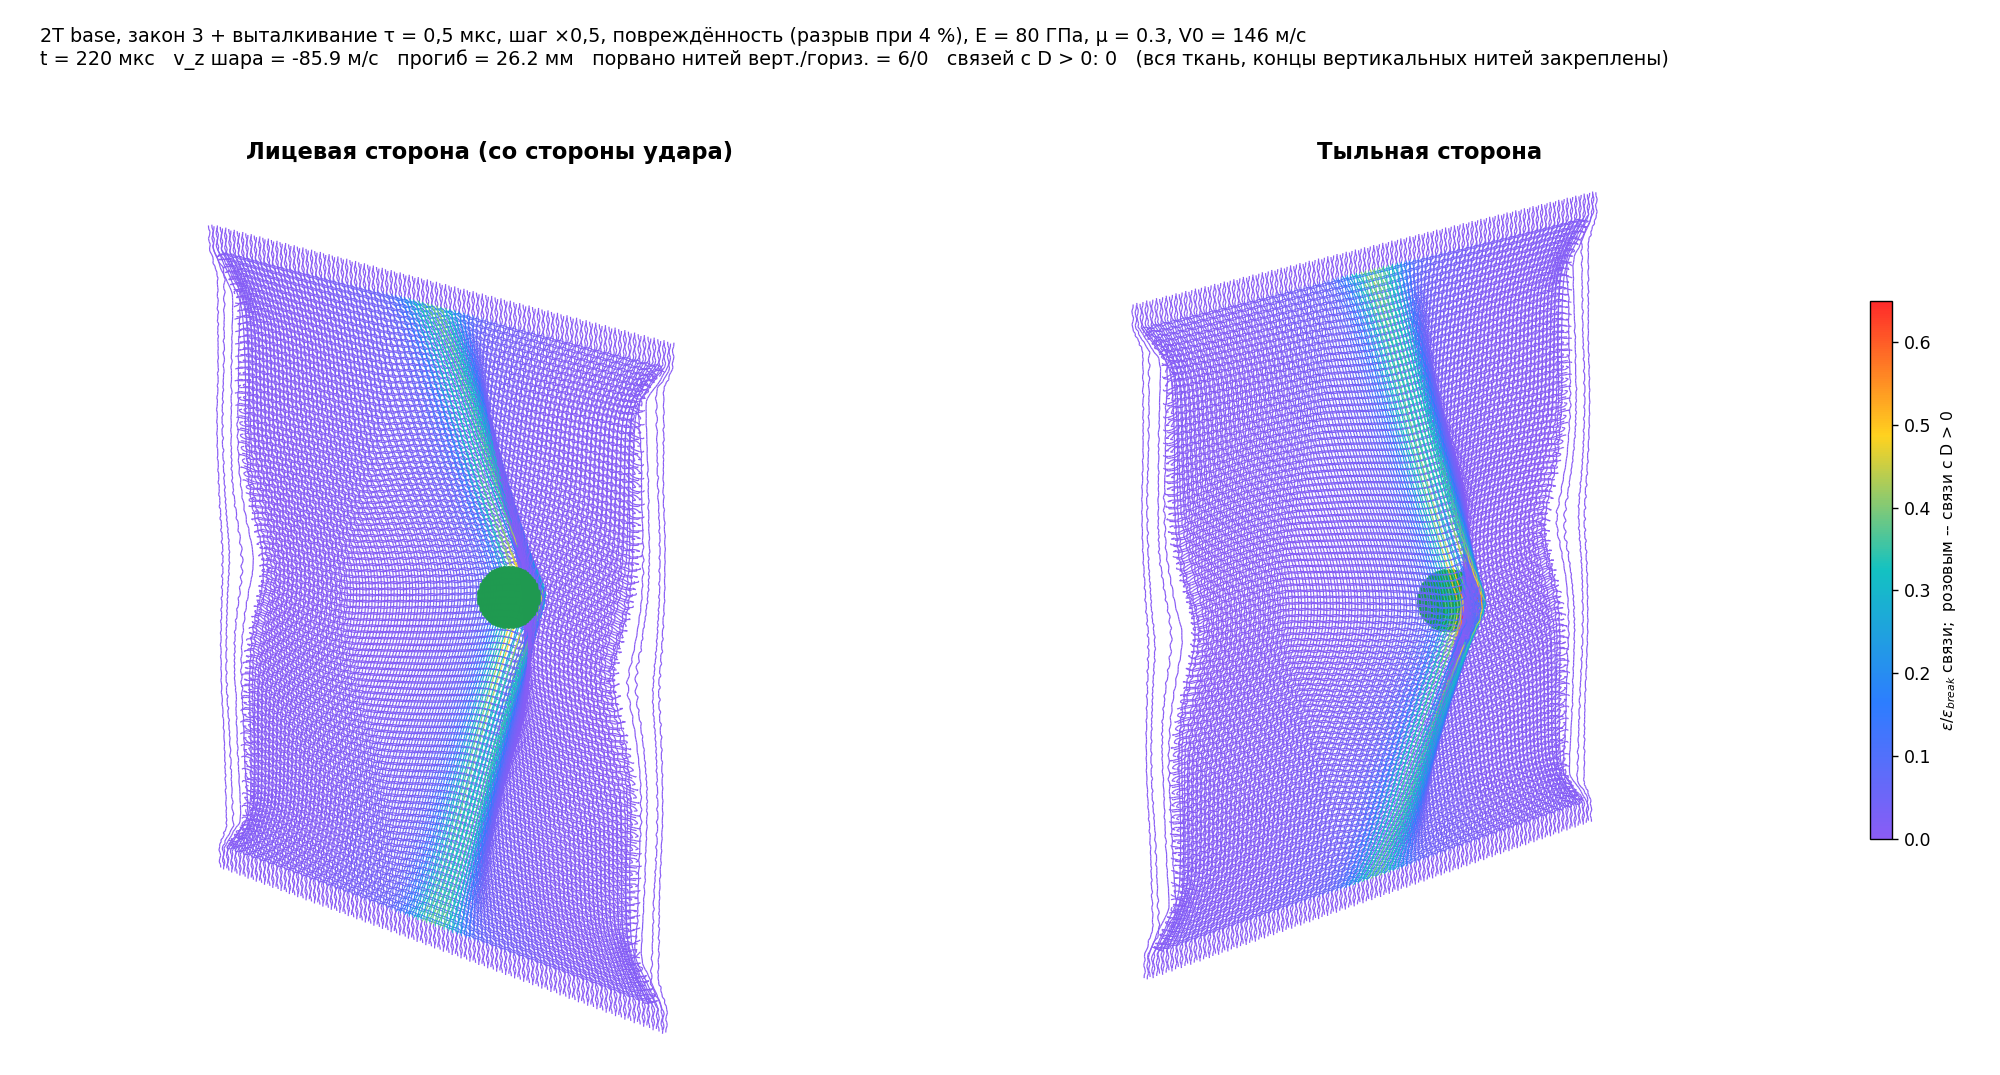 2T base, закон 3 + выталкивание τ = 0,5 мкс, шаг ×0,5, повреждённость (разрыв при 4 %), E = 80 ГПа, μ = 0.3, V0 = 146 м/с
t = 220 мкс   v_z шара = -85.9 м/с   прогиб = 26.2 мм   порвано нитей верт./гориз. = 6/0   связей с D > 0: 0   (вся ткань, концы вертикальных нитей закреплены)
Лицевая сторона (со стороны удара)
Тыльная сторона
0.6
0.5
0.4
0.3
0.2
0.1
0.0
ε/ε_break связи;  розовым -- связи с D > 0